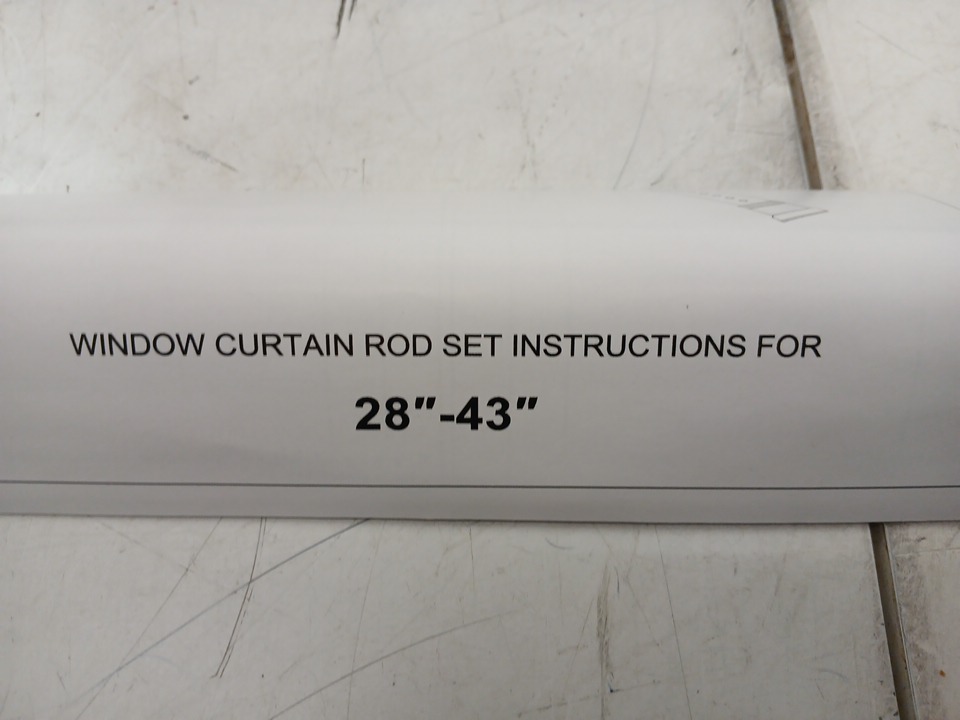 WINDOW CURTAIN ROD SET INSTRUCTIONS FOR
28"-43"